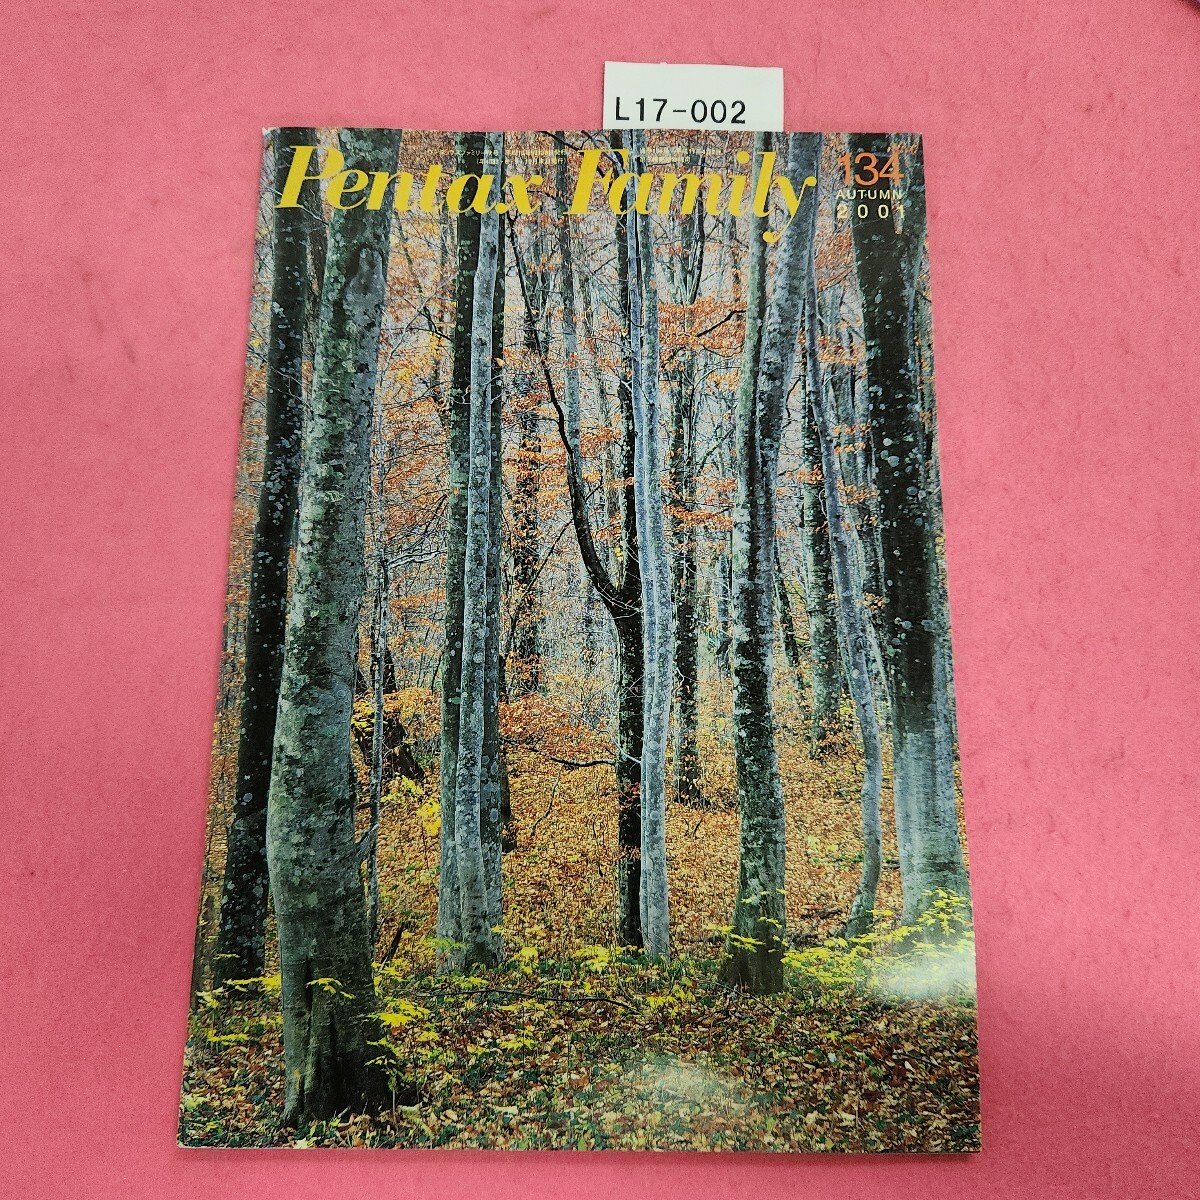 L17-002
Pentax Family
134
AUTUMN
2001